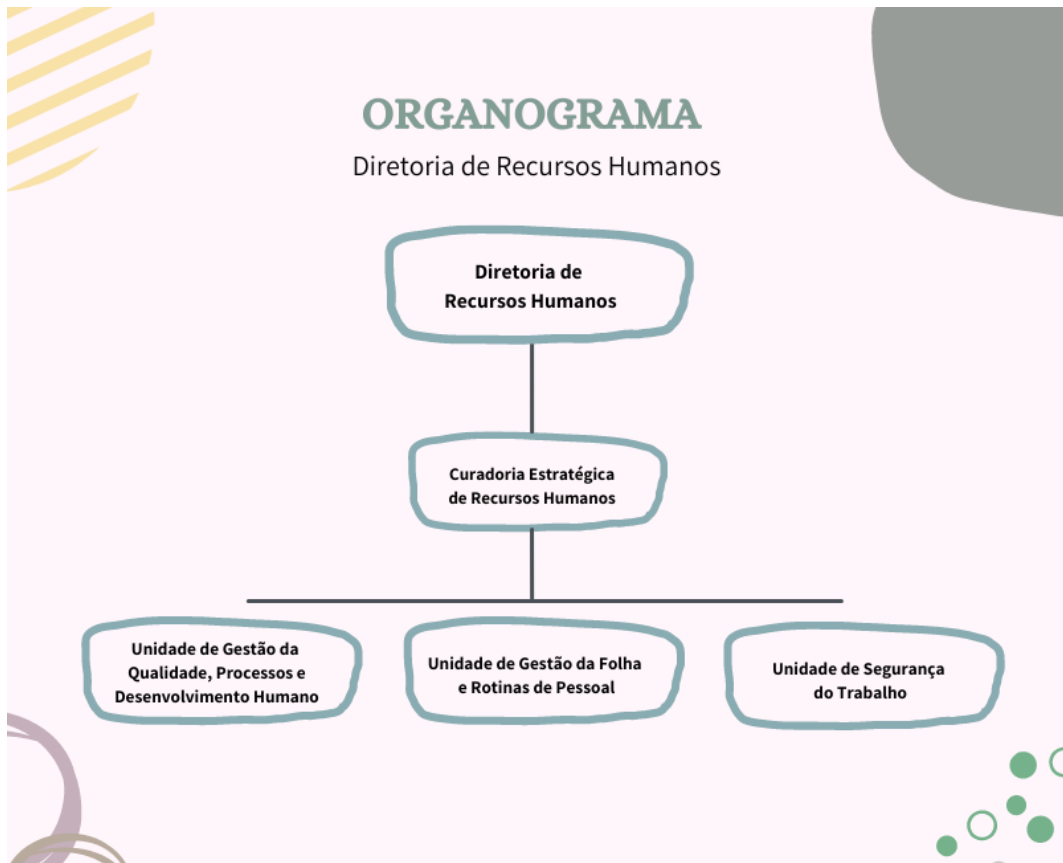 ORGANOGRAMA
Diretoria de Recursos Humanos
Diretoria de
Recursos Humanos
Curadoria Estratégica
de Recursos Humanos
Unidade de Gestão da
Qualidade, Processos e
Desenvolvimento Humano
Unidade de Gestão da Folha
e Rotinas de Pessoal
Unidade de Segurança
do Trabalho